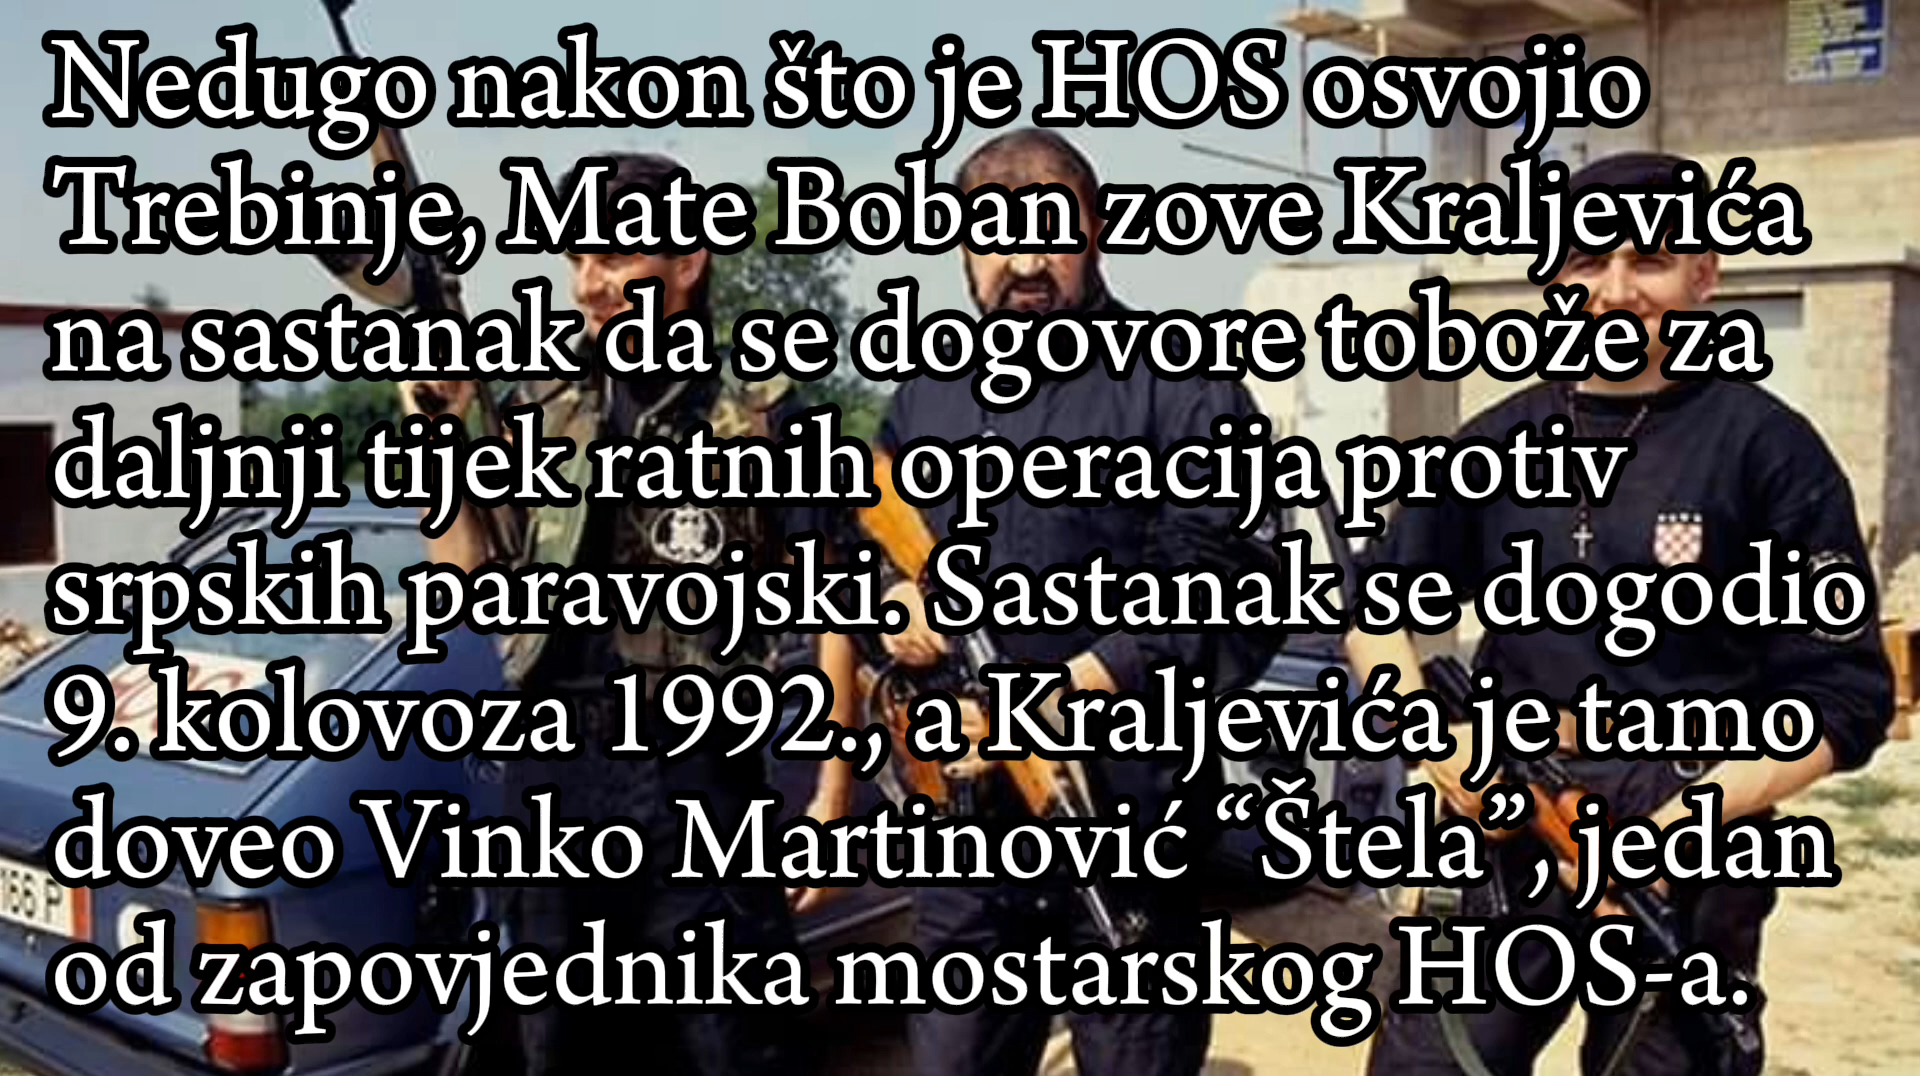 Nedugo nakon što je HOS osvojio
Trebinje, Mate Boban zove Kraljevića
na sastanak da se dogovore tobože za
daljnji tijek ratnih operacija protiv
srpskih paravojski. Sastanak se dogodio
9. kolovoza 1992., a Kraljevića je tamo
doveo Vinko Martinović “Štela”, jedan
od zapovjednika mostarskog HOS-a.
166 P